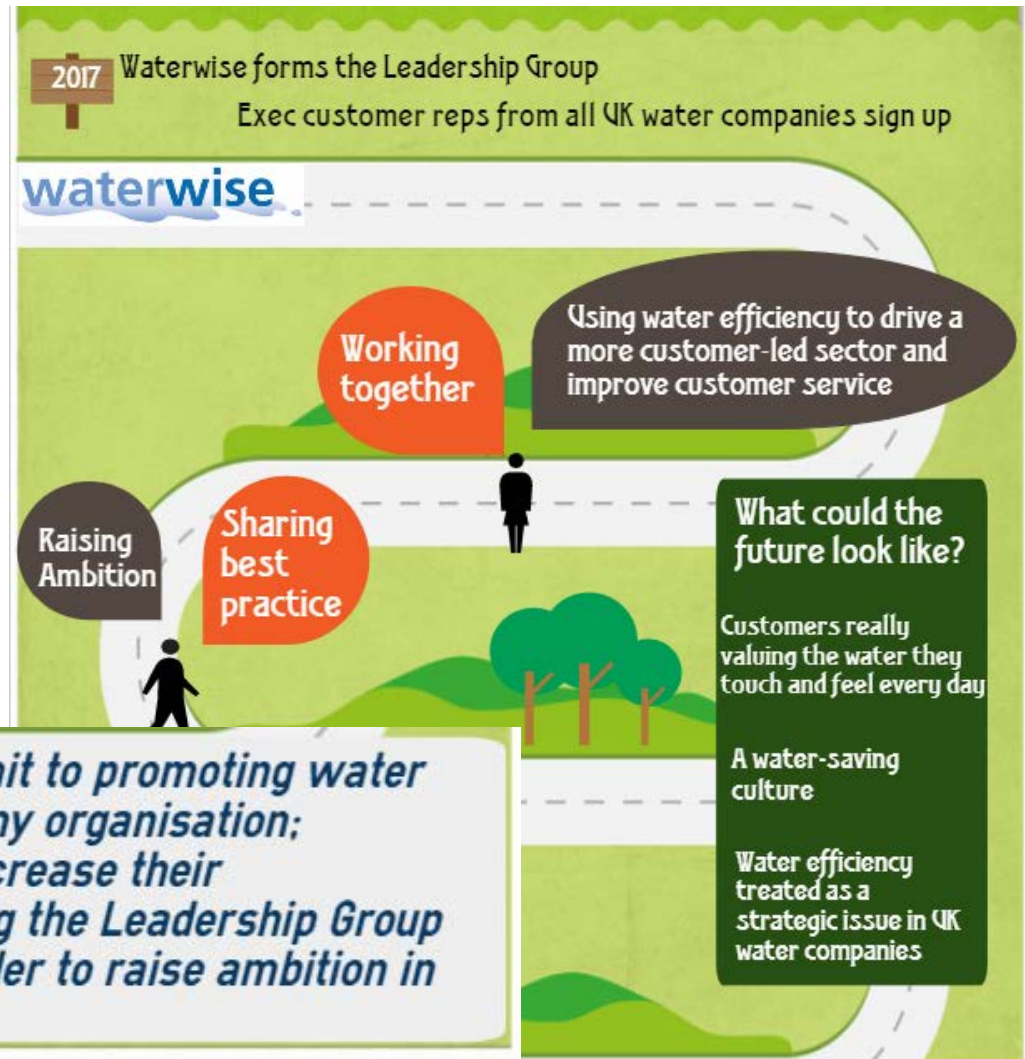 2017
Waterwise forms the Leadership Group
Exec customer reps from all UK water companies sign up
waterwise
Working
together
Using water efficiency to drive a
more customer-led sector and
improve customer service
Raising
Ambition
Sharing
best
practice
What could the
future look like?
Customers really
valuing the water they
touch and feel every day
A water-saving
culture
Water efficiency
treated as a
strategic issue in UK
water companies
to promoting water
organisation;
their
the Leadership Group
to raise ambition in